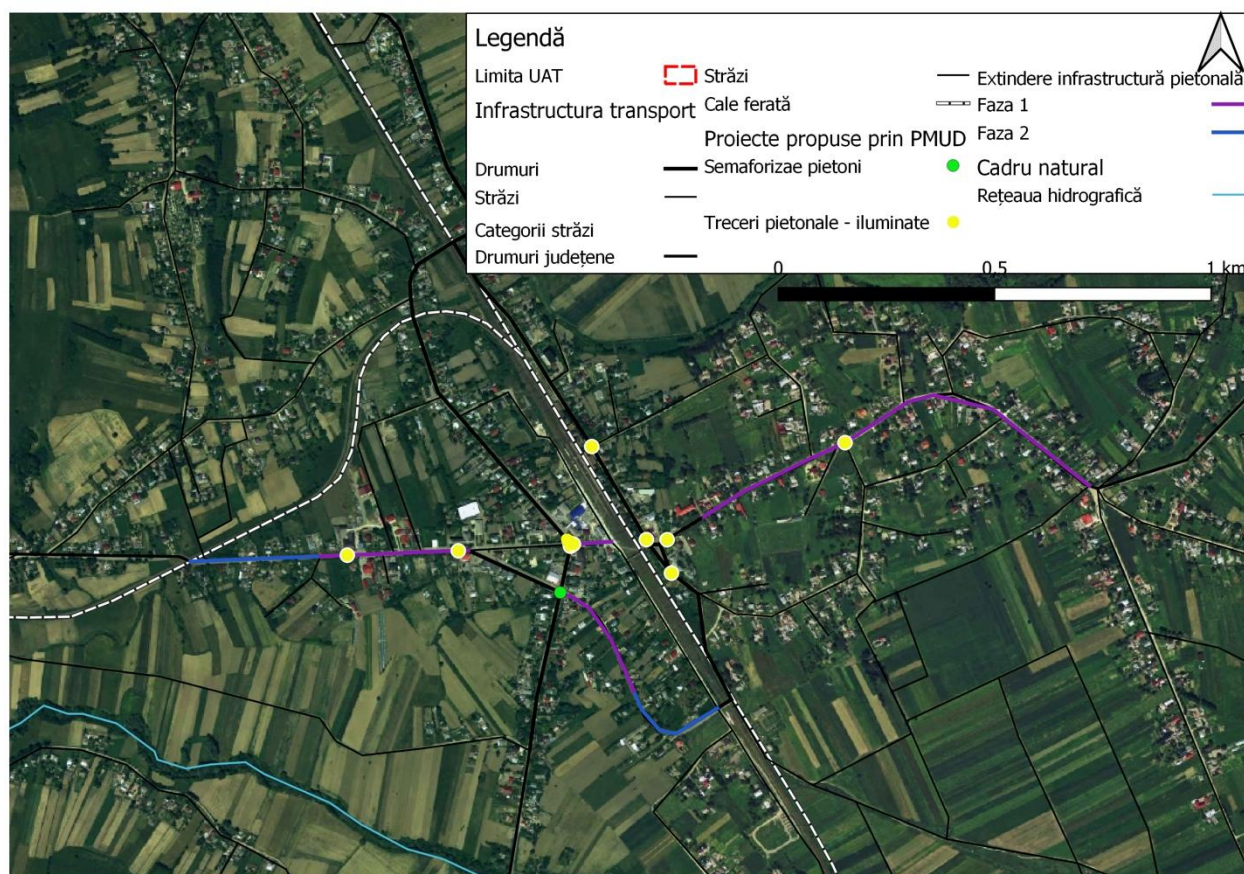 Legendă
Limita UAT
Infrastructura transport
Drumuri
Străzi
Categorii străzi
Drumuri județene
Străzi
Cale ferată
Proiecte propuse prin PMUD
Semaforizae pietoni
Treceri pietonale - iluminate
Extindere infrastructură pietonală
Faza 1
Faza 2
Cadru natural
Rețeaua hidrografică
0 0,5 1 km